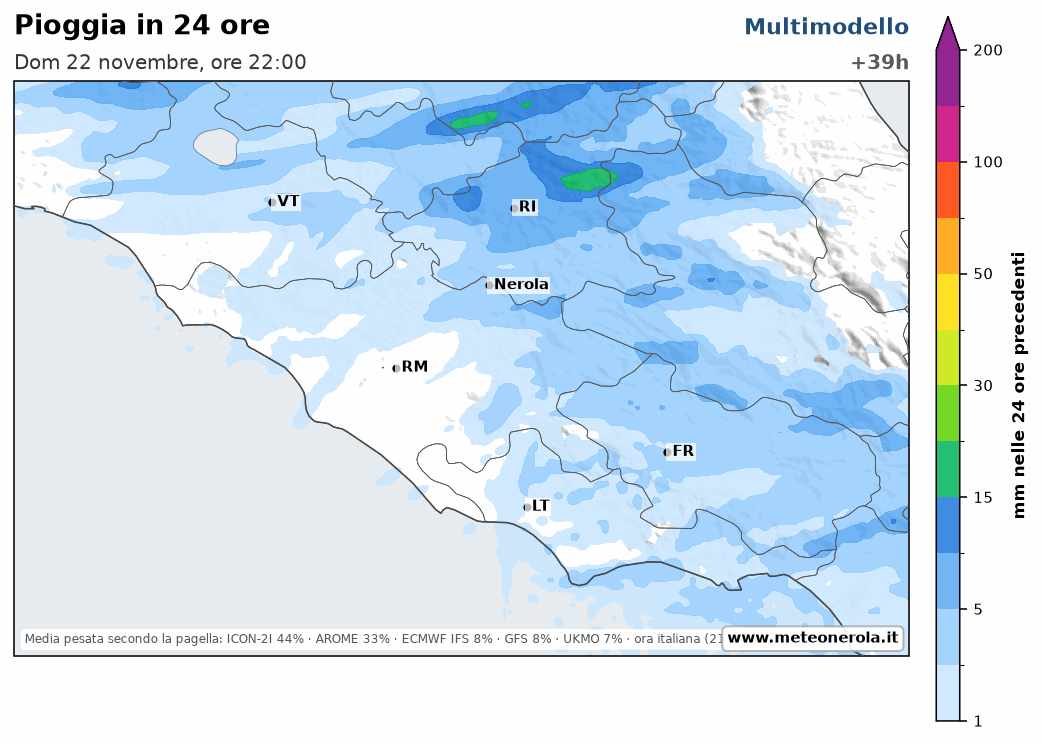 Pioggia in 24 ore
Multimodello
Dom 22 novembre, ore 22:00
+39h
VT
RI
Nerola
RM
FR
LT
Media pesata secondo la pagella: ICON-2I 44% · AROME 33% · ECMWF IFS 8% · GFS 8% · UKMO 7% · ora italiana (21
www.meteonerola.it
200
100
50
30
15
5
1
mm nelle 24 ore precedenti